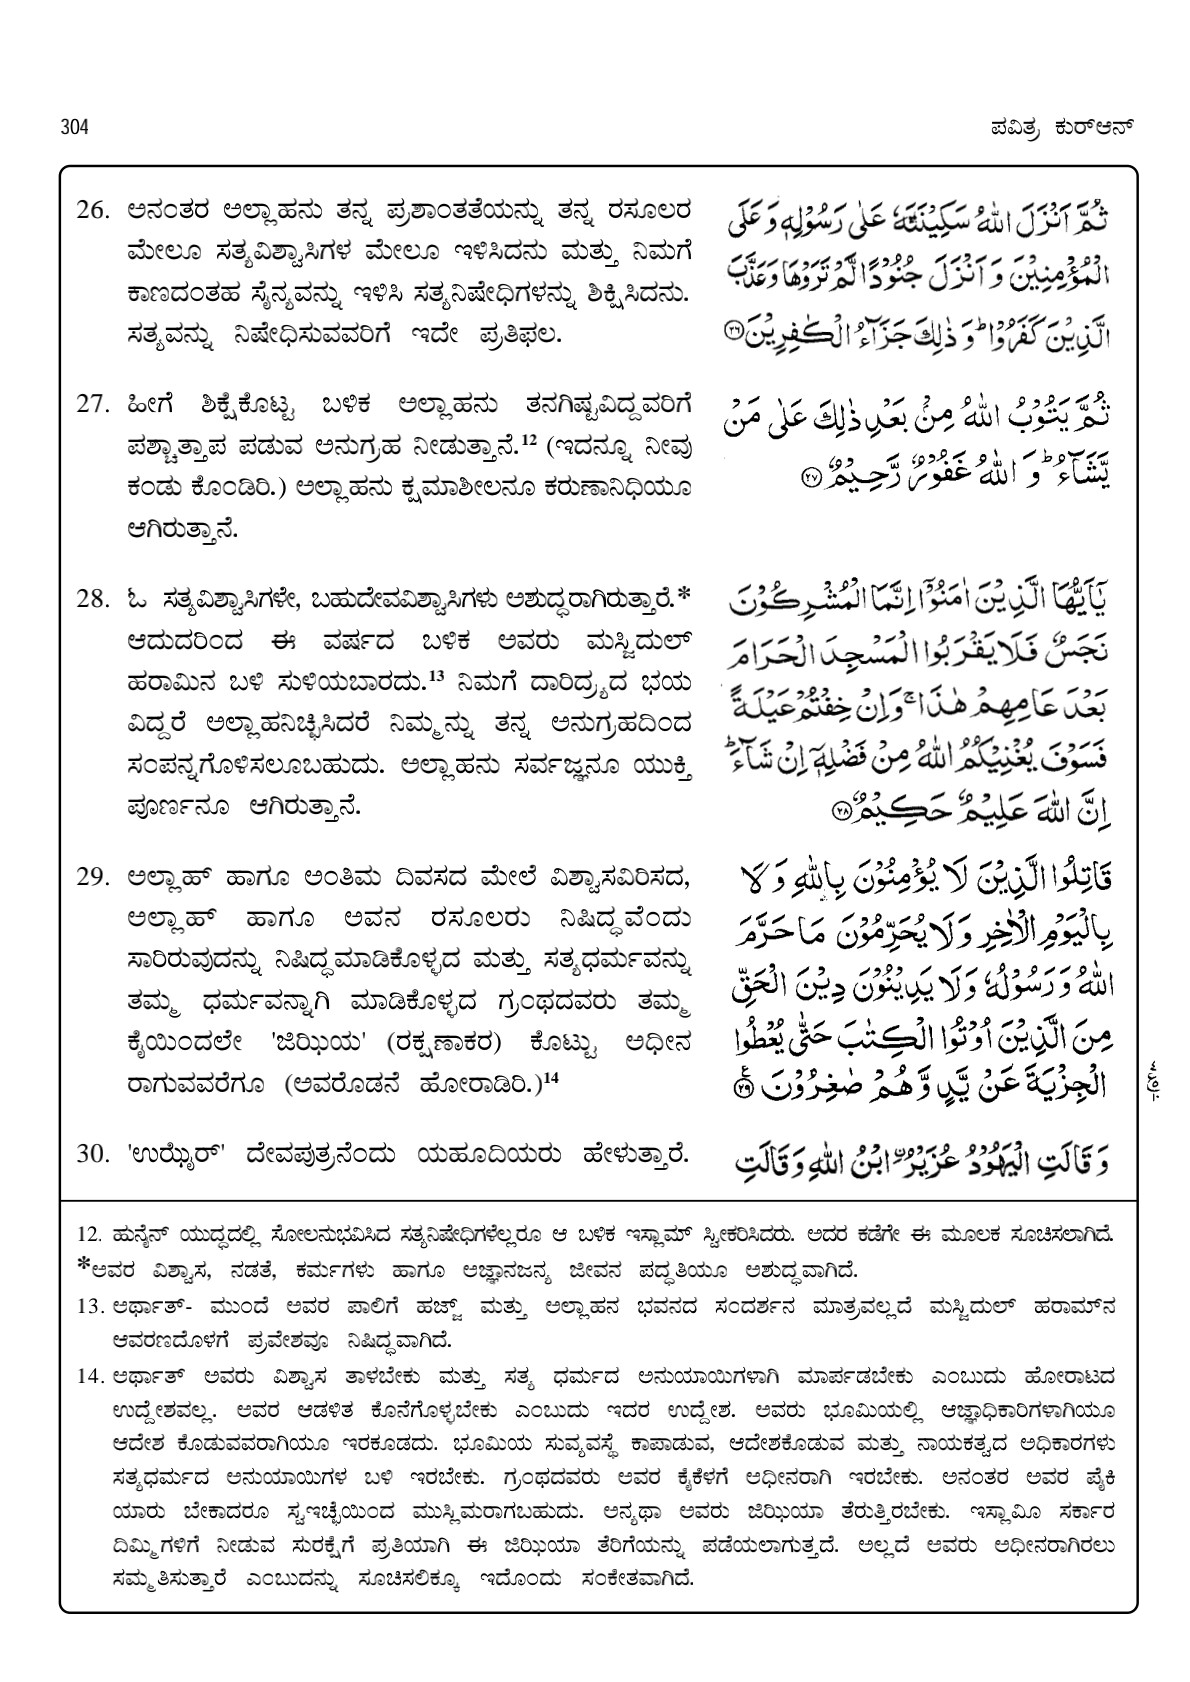 304
ಪವಿತ್ರ ಕುರ್‌ಆನ್
26. ಅನಂತರ ಅಲ್ಲಾಹನು ತನ್ನ ಪ್ರಶಾಂತತೆಯನ್ನು ತನ್ನ ರಸೂಲರ
ಮೇಲೂ ಸತ್ಯವಿಶ್ವಾಸಿಗಳ ಮೇಲೂ ಇಳಿಸಿದನು ಮತ್ತು ನಿಮಗೆ
ಕಾಣದಂತಹ ಸೈನ್ಯವನ್ನು ಇಳಿಸಿ ಸತ್ಯನಿಷೇಧಿಗಳನ್ನು ಶಿಕ್ಷಿಸಿದನು.
ಸತ್ಯವನ್ನು ನಿಷೇಧಿಸುವವರಿಗೆ ಇದೇ ಪ್ರತಿಫಲ.
ثُمَّ اَنْزَلَ اللّٰهُ سَكِيْنَتَهٗ عَلٰى رَسُوْلِهٖ وَعَلَى
الْمُؤْمِنِيْنَ وَاَنْزَلَ جُنُوْدًا لَّمْ تَرَوْهَا وَعَذَّبَ
الَّذِيْنَ كَفَرُوْا ؕ وَذٰلِكَ جَزَآءُ الْكٰفِرِيْنَ ۝۲۶
27. ಹೀಗೆ ಶಿಕ್ಷೆಕೊಟ್ಟ ಬಳಿಕ ಅಲ್ಲಾಹನು ತನಗಿಷ್ಟವಿದ್ದವರಿಗೆ
ಪಶ್ಚಾತ್ತಾಪ ಪಡುವ ಅನುಗ್ರಹ ನೀಡುತ್ತಾನೆ.¹² (ಇದನ್ನೂ ನೀವು
ಕಂಡು ಕೊಂಡಿರಿ.) ಅಲ್ಲಾಹನು ಕ್ಷಮಾಶೀಲನೂ ಕರುಣಾನಿಧಿಯೂ
ಆಗಿರುತ್ತಾನೆ.
ثُمَّ يَتُوْبُ اللّٰهُ مِنْۢ بَعْدِ ذٰلِكَ عَلٰى مَنْ
يَّشَآءُ ؕ وَ اللّٰهُ غَفُوْرٌ رَّحِيْمٌ ۝۲۷
28. ಓ ಸತ್ಯವಿಶ್ವಾಸಿಗಳೇ, ಬಹುದೇವವಿಶ್ವಾಸಿಗಳು ಅಶುದ್ಧರಾಗಿರುತ್ತಾರೆ.*
ಆದುದರಿಂದ ಈ ವರ್ಷದ ಬಳಿಕ ಅವರು ಮಸ್ಜಿದುಲ್
ಹರಾಮಿನ ಬಳಿ ಸುಳಿಯಬಾರದು.¹³ ನಿಮಗೆ ದಾರಿದ್ರ್ಯದ ಭಯ
ವಿದ್ದರೆ ಅಲ್ಲಾಹನಿಚ್ಛಿಸಿದರೆ ನಿಮ್ಮನ್ನು ತನ್ನ ಅನುಗ್ರಹದಿಂದ
ಸಂಪನ್ನಗೊಳಿಸಲೂಬಹುದು. ಅಲ್ಲಾಹನು ಸರ್ವಜ್ಞನೂ ಯುಕ್ತಿ
ಪೂರ್ಣನೂ ಆಗಿರುತ್ತಾನೆ.
يٰۤاَيُّهَا الَّذِيْنَ اٰمَنُوْۤا اِنَّمَا الْمُشْرِكُوْنَ
نَجَسٌ فَلَا يَقْرَبُوا الْمَسْجِدَ الْحَرَامَ
بَعْدَ عَامِهِمْ هٰذَا ۚ وَاِنْ خِفْتُمْ عَيْلَةً
فَسَوْفَ يُغْنِيْكُمُ اللّٰهُ مِنْ فَضْلِهٖۤ اِنْ شَآءَ ؕ
اِنَّ اللّٰهَ عَلِيْمٌ حَكِيْمٌ ۝۲۸
29. ಅಲ್ಲಾಹ್ ಹಾಗೂ ಅಂತಿಮ ದಿವಸದ ಮೇಲೆ ವಿಶ್ವಾಸವಿರಿಸದ,
ಅಲ್ಲಾಹ್ ಹಾಗೂ ಅವನ ರಸೂಲರು ನಿಷಿದ್ಧವೆಂದು
ಸಾರಿರುವುದನ್ನು ನಿಷಿದ್ಧಮಾಡಿಕೊಳ್ಳದ ಮತ್ತು ಸತ್ಯಧರ್ಮವನ್ನು
ತಮ್ಮ ಧರ್ಮವನ್ನಾಗಿ ಮಾಡಿಕೊಳ್ಳದ ಗ್ರಂಥದವರು ತಮ್ಮ
ಕೈಯಿಂದಲೇ 'ಜಿಝಿಯ' (ರಕ್ಷಣಾಕರ) ಕೊಟ್ಟು ಅಧೀನ
ರಾಗುವವರೆಗೂ (ಅವರೊಡನೆ ಹೋರಾಡಿರಿ.)¹⁴
قَاتِلُوا الَّذِيْنَ لَا يُؤْمِنُوْنَ بِاللّٰهِ وَلَا
بِالْيَوْمِ الْاٰخِرِ وَلَا يُحَرِّمُوْنَ مَا حَرَّمَ
اللّٰهُ وَرَسُوْلُهٗ وَلَا يَدِيْنُوْنَ دِيْنَ الْحَقِّ
مِنَ الَّذِيْنَ اُوْتُوا الْكِتٰبَ حَتّٰى يُعْطُوا
الْجِزْيَةَ عَنْ يَّدٍ وَّهُمْ صٰغِرُوْنَ ۝۲۹
30. 'ಉಝೈರ್' ದೇವಪುತ್ರನೆಂದು ಯಹೂದಿಯರು ಹೇಳುತ್ತಾರೆ.
وَقَالَتِ الْيَهُوْدُ عُزَيْرُ ۨابْنُ اللّٰهِ وَقَالَتِ
12. ಹುನೈನ್ ಯುದ್ಧದಲ್ಲಿ ಸೋಲನುಭವಿಸಿದ ಸತ್ಯನಿಷೇಧಿಗಳೆಲ್ಲರೂ ಆ ಬಳಿಕ ಇಸ್ಲಾಮ್ ಸ್ವೀಕರಿಸಿದರು. ಅದರ ಕಡೆಗೇ ಈ ಮೂಲಕ ಸೂಚಿಸಲಾಗಿದೆ.
*ಅವರ ವಿಶ್ವಾಸ, ನಡತೆ, ಕರ್ಮಗಳು ಹಾಗೂ ಅಜ್ಞಾನಜನ್ಯ ಜೀವನ ಪದ್ಧತಿಯೂ ಅಶುದ್ಧವಾಗಿದೆ.
13. ಅರ್ಥಾತ್- ಮುಂದೆ ಅವರ ಪಾಲಿಗೆ ಹಜ್ಜ್ ಮತ್ತು ಅಲ್ಲಾಹನ ಭವನದ ಸಂದರ್ಶನ ಮಾತ್ರವಲ್ಲದೆ ಮಸ್ಜಿದುಲ್ ಹರಾಮ್‌ನ
ಆವರಣದೊಳಗೆ ಪ್ರವೇಶವೂ ನಿಷಿದ್ಧವಾಗಿದೆ.
14. ಅರ್ಥಾತ್ ಅವರು ವಿಶ್ವಾಸ ತಾಳಬೇಕು ಮತ್ತು ಸತ್ಯ ಧರ್ಮದ ಅನುಯಾಯಿಗಳಾಗಿ ಮಾರ್ಪಡಬೇಕು ಎಂಬುದು ಹೋರಾಟದ
ಉದ್ದೇಶವಲ್ಲ. ಅವರ ಆಡಳಿತ ಕೊನೆಗೊಳ್ಳಬೇಕು ಎಂಬುದು ಇದರ ಉದ್ದೇಶ. ಅವರು ಭೂಮಿಯಲ್ಲಿ ಆಜ್ಞಾಧಿಕಾರಿಗಳಾಗಿಯೂ
ಆದೇಶ ಕೊಡುವವರಾಗಿಯೂ ಇರಕೂಡದು. ಭೂಮಿಯ ಸುವ್ಯವಸ್ಥೆ ಕಾಪಾಡುವ, ಆದೇಶಕೊಡುವ ಮತ್ತು ನಾಯಕತ್ವದ ಅಧಿಕಾರಗಳು
ಸತ್ಯಧರ್ಮದ ಅನುಯಾಯಿಗಳ ಬಳಿ ಇರಬೇಕು. ಗ್ರಂಥದವರು ಅವರ ಕೈಕೆಳಗೆ ಅಧೀನರಾಗಿ ಇರಬೇಕು. ಅನಂತರ ಅವರ ಪೈಕಿ
ಯಾರು ಬೇಕಾದರೂ ಸ್ವಇಚ್ಛೆಯಿಂದ ಮುಸ್ಲಿಮರಾಗಬಹುದು. ಅನ್ಯಥಾ ಅವರು ಜಿಝಿಯಾ ತೆರುತ್ತಿರಬೇಕು. ಇಸ್ಲಾಮೀ ಸರ್ಕಾರ
ದಿಮ್ಮಿಗಳಿಗೆ ನೀಡುವ ಸುರಕ್ಷೆಗೆ ಪ್ರತಿಯಾಗಿ ಈ ಜಿಝಿಯಾ ತೆರಿಗೆಯನ್ನು ಪಡೆಯಲಾಗುತ್ತದೆ. ಅಲ್ಲದೆ ಅವರು ಅಧೀನರಾಗಿರಲು
ಸಮ್ಮತಿಸುತ್ತಾರೆ ಎಂಬುದನ್ನು ಸೂಚಿಸಲಿಕ್ಕೂ ಇದೊಂದು ಸಂಕೇತವಾಗಿದೆ.